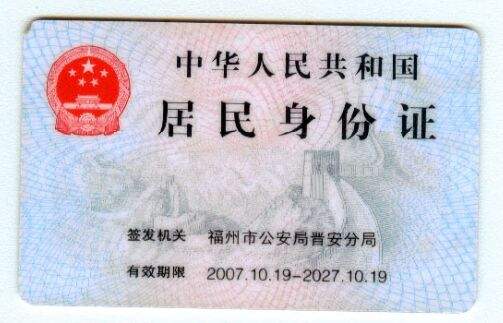 中华人民共和国
居民身份证
签发机关 福州市公安局晋安分局
有效期限 2007.10.19-2027.10.19